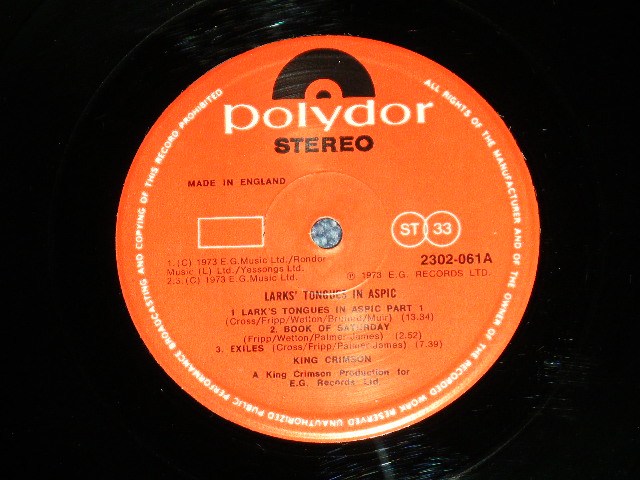 polydor
STEREO
MADE IN ENGLAND
ST 33
1. (C) 1973 E.G.Music Ltd./Rondor
Music (L) Ltd./Yessongs Ltd.
2.3. (C) 1973 E.G.Music Ltd.
2302-061A
℗ 1973 E.G. RECORDS LTD.
LARKS' TONGUES IN ASPIC
1 LARK'S TONGUES IN ASPIC PART 1
(Cross/Fripp/Wetton/Bruford/Muir) (13.34)
2. BOOK OF SATURDAY
(Fripp/Wetton/Palmer-James) (2.52)
3. EXILES (Cross/Fripp/Palmer-James) (7.39)
KING CRIMSON
A King Crimson Production for
E.G. Records Ltd
ALL RIGHTS OF THE MANUFACTURER AND OF THE OWNER OF THE RECORDED WORK RESERVED UNAUTHORIZED PUBLIC PERFORMANCE BROADCASTING AND COPYING OF THIS RECORD PROHIBITED